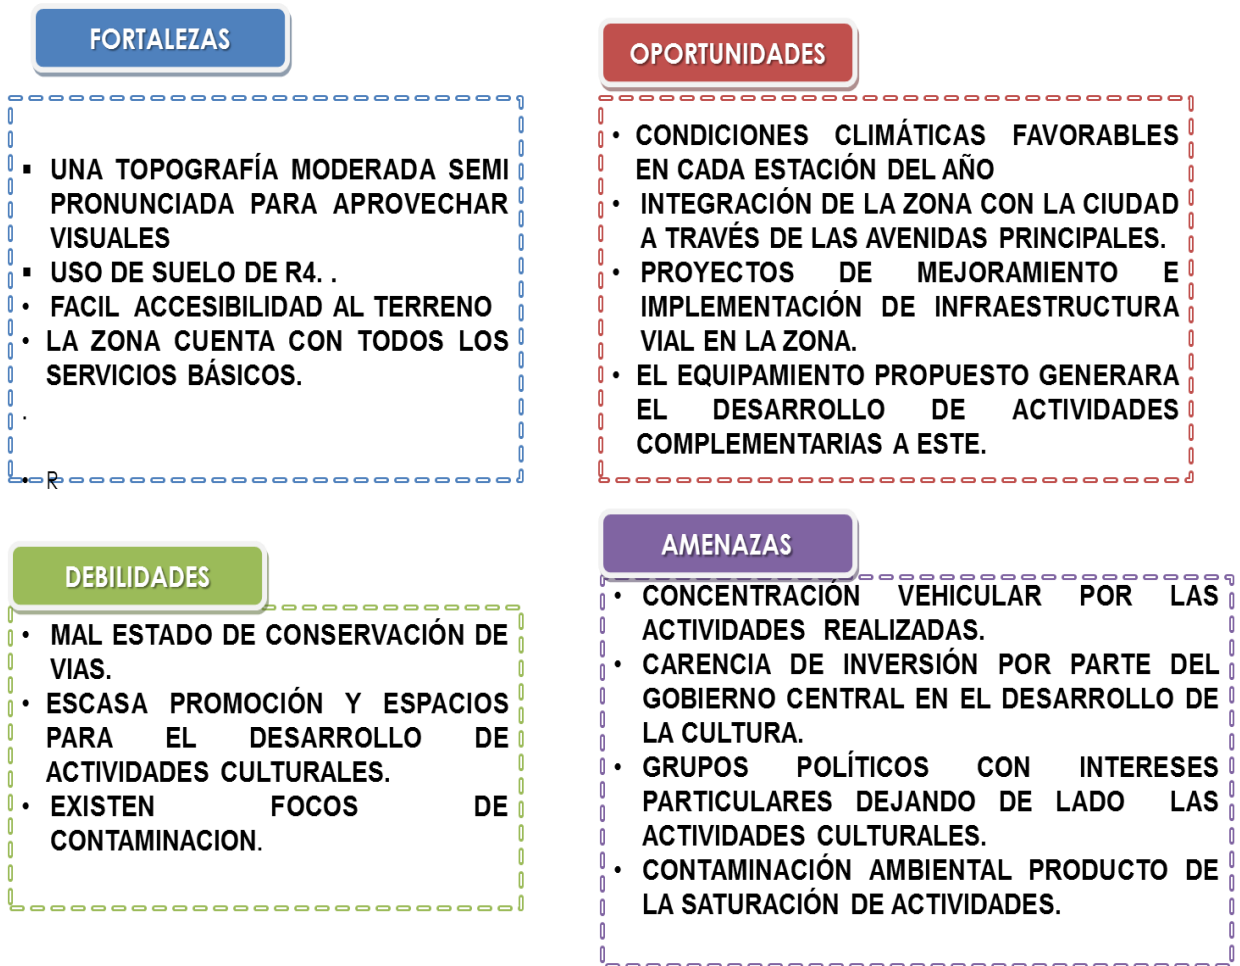 FORTALEZAS
▪ UNA TOPOGRAFÍA MODERADA SEMI
PRONUNCIADA PARA APROVECHAR
VISUALES
▪ USO DE SUELO DE R4. .
• FACIL ACCESIBILIDAD AL TERRENO
• LA ZONA CUENTA CON TODOS LOS
SERVICIOS BÁSICOS.
.
• R
OPORTUNIDADES
• CONDICIONES CLIMÁTICAS FAVORABLES
EN CADA ESTACIÓN DEL AÑO
• INTEGRACIÓN DE LA ZONA CON LA CIUDAD
A TRAVÉS DE LAS AVENIDAS PRINCIPALES.
• PROYECTOS DE MEJORAMIENTO E
IMPLEMENTACIÓN DE INFRAESTRUCTURA
VIAL EN LA ZONA.
• EL EQUIPAMIENTO PROPUESTO GENERARA
EL DESARROLLO DE ACTIVIDADES
COMPLEMENTARIAS A ESTE.
DEBILIDADES
• MAL ESTADO DE CONSERVACIÓN DE
VIAS.
• ESCASA PROMOCIÓN Y ESPACIOS
PARA EL DESARROLLO DE
ACTIVIDADES CULTURALES.
• EXISTEN FOCOS DE
CONTAMINACION.
AMENAZAS
• CONCENTRACIÓN VEHICULAR POR LAS
ACTIVIDADES REALIZADAS.
• CARENCIA DE INVERSIÓN POR PARTE DEL
GOBIERNO CENTRAL EN EL DESARROLLO DE
LA CULTURA.
• GRUPOS POLÍTICOS CON INTERESES
PARTICULARES DEJANDO DE LADO LAS
ACTIVIDADES CULTURALES.
• CONTAMINACIÓN AMBIENTAL PRODUCTO DE
LA SATURACIÓN DE ACTIVIDADES.